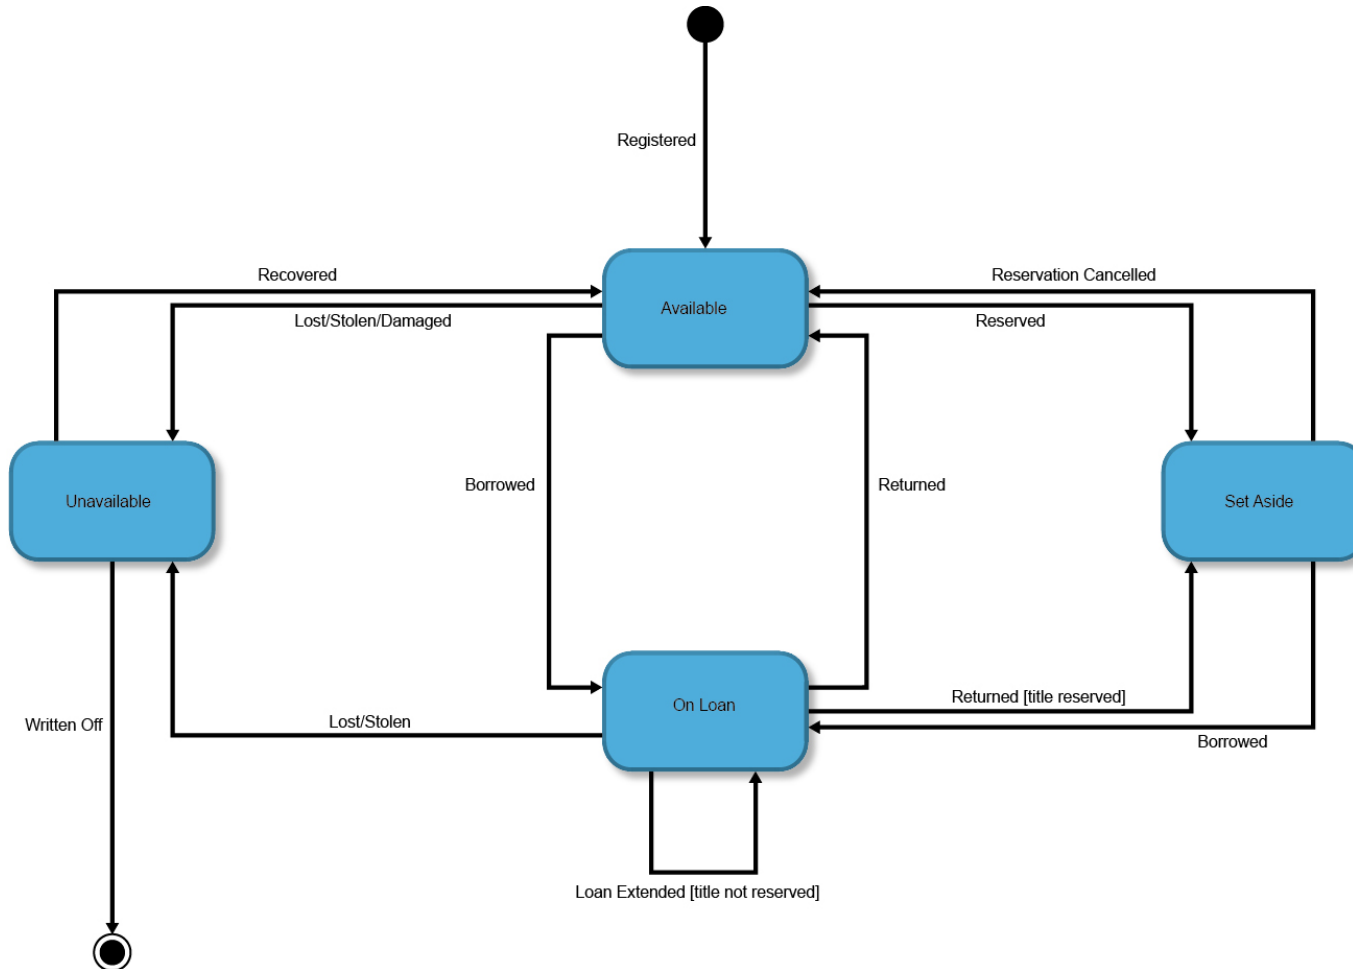 Registered
Recovered
Reservation Cancelled
Available
Lost/Stolen/Damaged
Reserved
Borrowed
Returned
Unavailable
Set Aside
Returned [title reserved]
On Loan
Written Off
Lost/Stolen
Borrowed
Loan Extended [title not reserved]